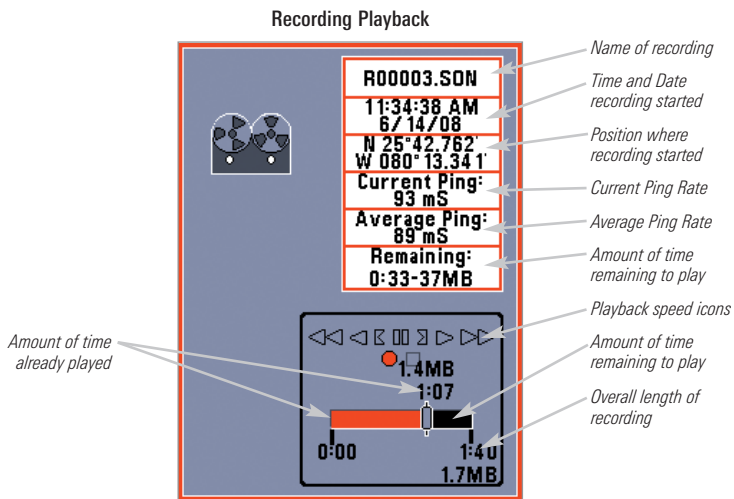 Recording Playback
R00003.SON
11:34:38 AM
6/14/08
N 25°42.762'
W 080°13.341'
Current Ping:
93 mS
Average Ping:
89 mS
Remaining:
0:33-37MB
1.4MB
1:07
0:00
1:40
1.7MB
Amount of time
already played
Name of recording
Time and Date
recording started
Position where
recording started
Current Ping Rate
Average Ping Rate
Amount of time
remaining to play
Playback speed icons
Amount of time
remaining to play
Overall length of
recording